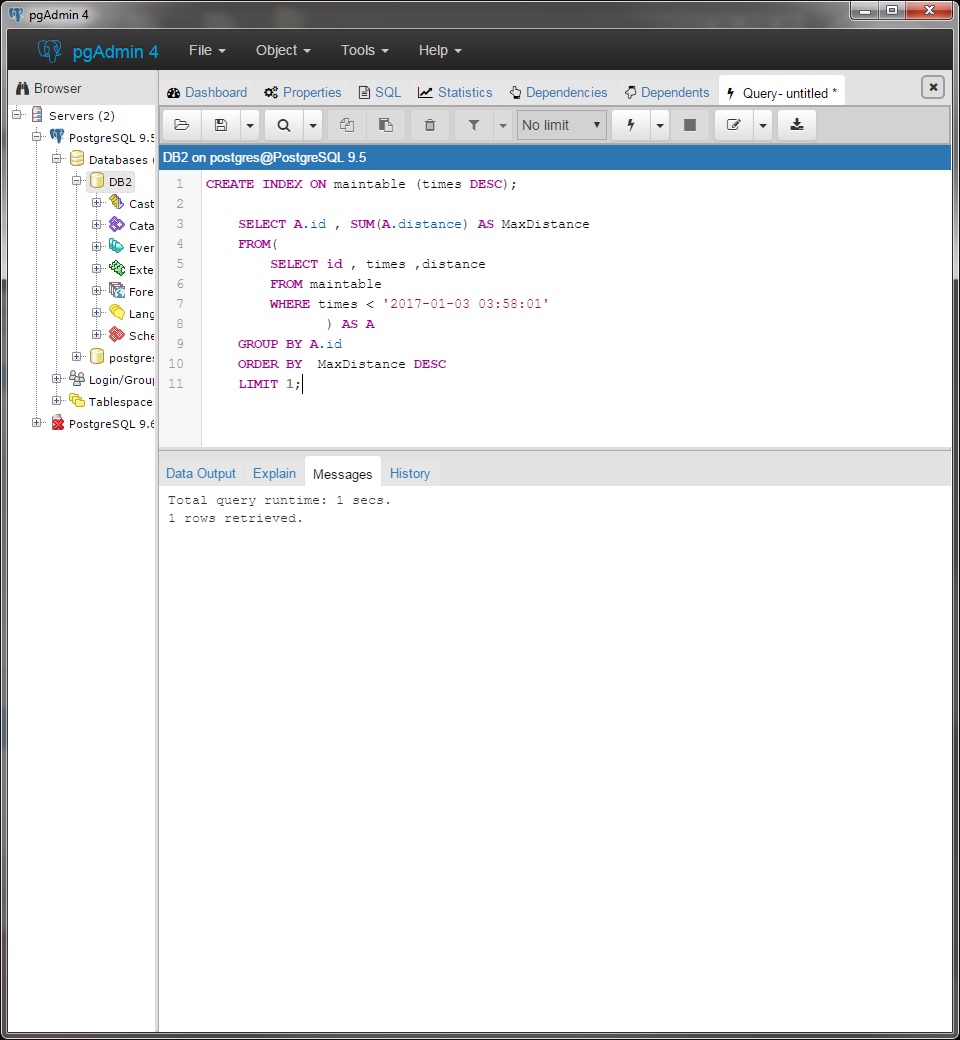 pgAdmin 4
pgAdmin 4 File Object Tools Help
Browser
Dashboard Properties SQL Statistics Dependencies Dependents Query- untitled *
Servers (2)
PostgreSQL 9.5
Databases (
DB2
Cast
Cata
Even
Exte
Fore
Lang
Sche
postgres
Login/Grou
Tablespace
PostgreSQL 9.6
No limit
DB2 on postgres@PostgreSQL 9.5
1 CREATE INDEX ON maintable (times DESC);
2
3 SELECT A.id , SUM(A.distance) AS MaxDistance
4 FROM(
5 SELECT id , times ,distance
6 FROM maintable
7 WHERE times < '2017-01-03 03:58:01'
8 ) AS A
9 GROUP BY A.id
10 ORDER BY  MaxDistance DESC
11 LIMIT 1;
Data Output Explain Messages History
Total query runtime: 1 secs.
1 rows retrieved.